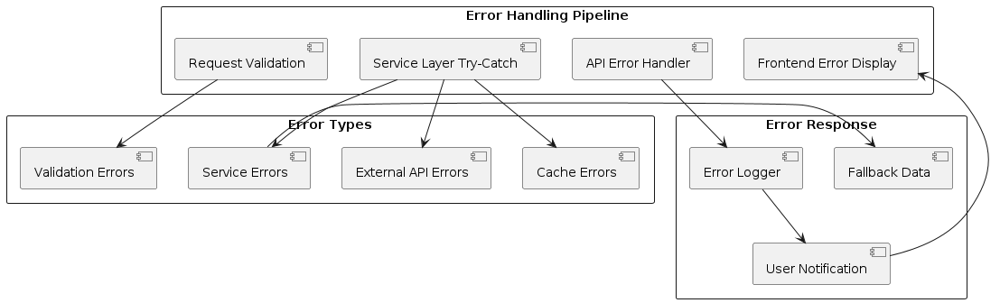 Error Handling Pipeline
Request Validation
Service Layer Try-Catch
API Error Handler
Frontend Error Display
Error Types
Validation Errors
Service Errors
External API Errors
Cache Errors
Error Response
Error Logger
Fallback Data
User Notification